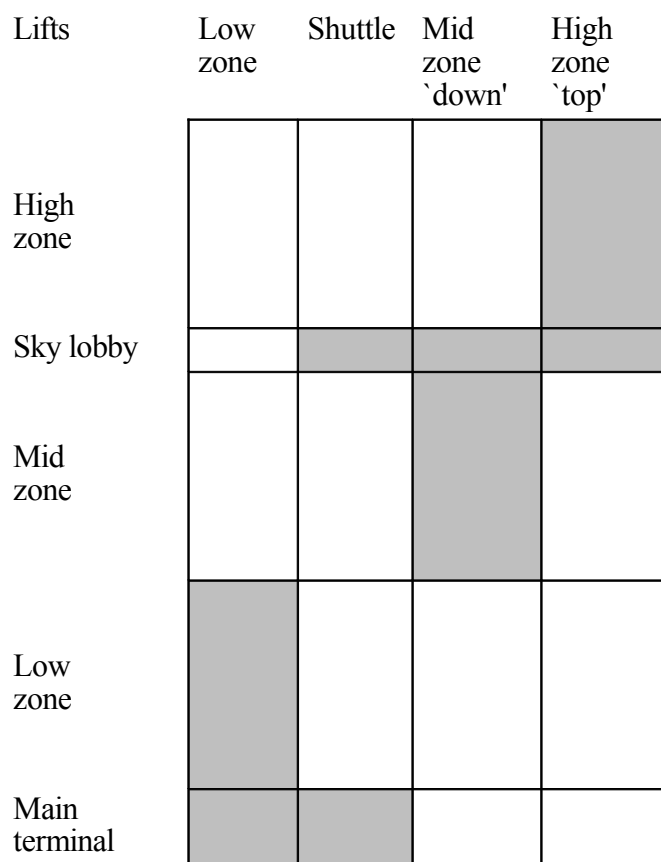 Lifts
Low
zone
Shuttle
Mid
zone
`down'
High
zone
`top'
High
zone
Sky lobby
Mid
zone
Low
zone
Main
terminal